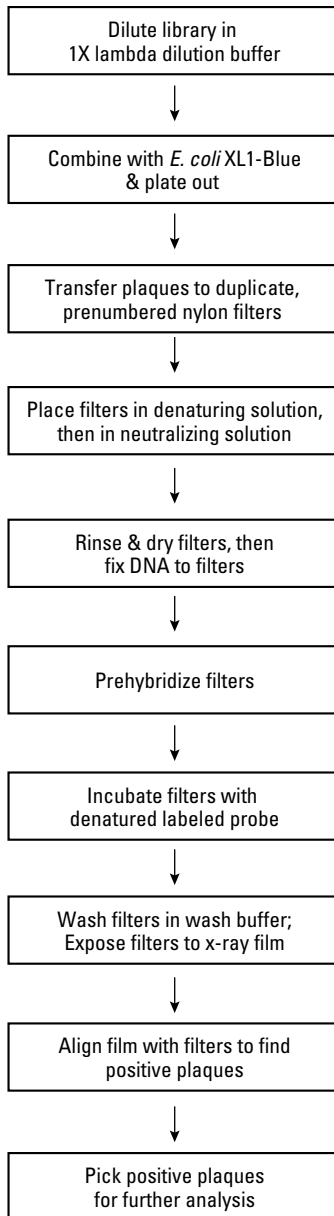 Dilute library in
1X lambda dilution buffer
Combine with E. coli XL1-Blue
& plate out
Transfer plaques to duplicate,
prenumbered nylon filters
Place filters in denaturing solution,
then in neutralizing solution
Rinse & dry filters, then
fix DNA to filters
Prehybridize filters
Incubate filters with
denatured labeled probe
Wash filters in wash buffer;
Expose filters to x-ray film
Align film with filters to find
positive plaques
Pick positive plaques
for further analysis